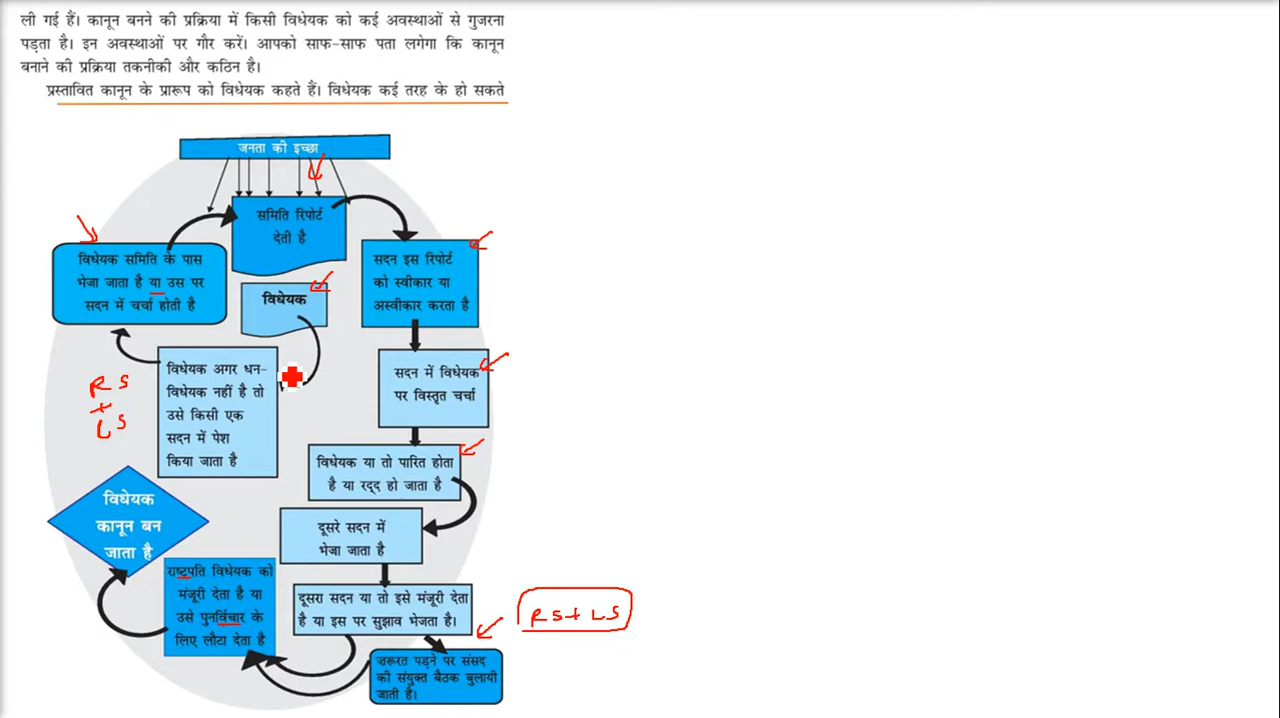 ली गई हैं। कानून बनने की प्रक्रिया में किसी विधेयक को कई अवस्थाओं से गुजरना
पड़ता है। इन अवस्थाओं पर गौर करें। आपको साफ-साफ पता लगेगा कि कानून
बनाने की प्रक्रिया तकनीकी और कठिन है।
प्रस्तावित कानून के प्रारूप को विधेयक कहते हैं। विधेयक कई तरह के हो सकते
जनता की इच्छा
समिति रिपोर्ट
देती है
विधेयक समिति के पास
भेजा जाता है या उस पर
सदन में चर्चा होती है
सदन इस रिपोर्ट
को स्वीकार या
अस्वीकार करता है
विधेयक
विधेयक अगर धन-
विधेयक नहीं है तो
उसे किसी एक
सदन में पेश
किया जाता है
RS
+
LS
सदन में विधेयक
पर विस्तृत चर्चा
विधेयक या तो पारित होता
है या रद्द हो जाता है
दूसरे सदन में
भेजा जाता है
विधेयक
कानून बन
जाता है
राष्ट्रपति विधेयक को
मंजूरी देता है या
उसे पुनर्विचार के
लिए लौटा देता है
दूसरा सदन या तो इसे मंजूरी देता
है या इस पर सुझाव भेजता है।
RS+ LS
जरूरत पड़ने पर संसद
की संयुक्त बैठक बुलायी
जाती है।